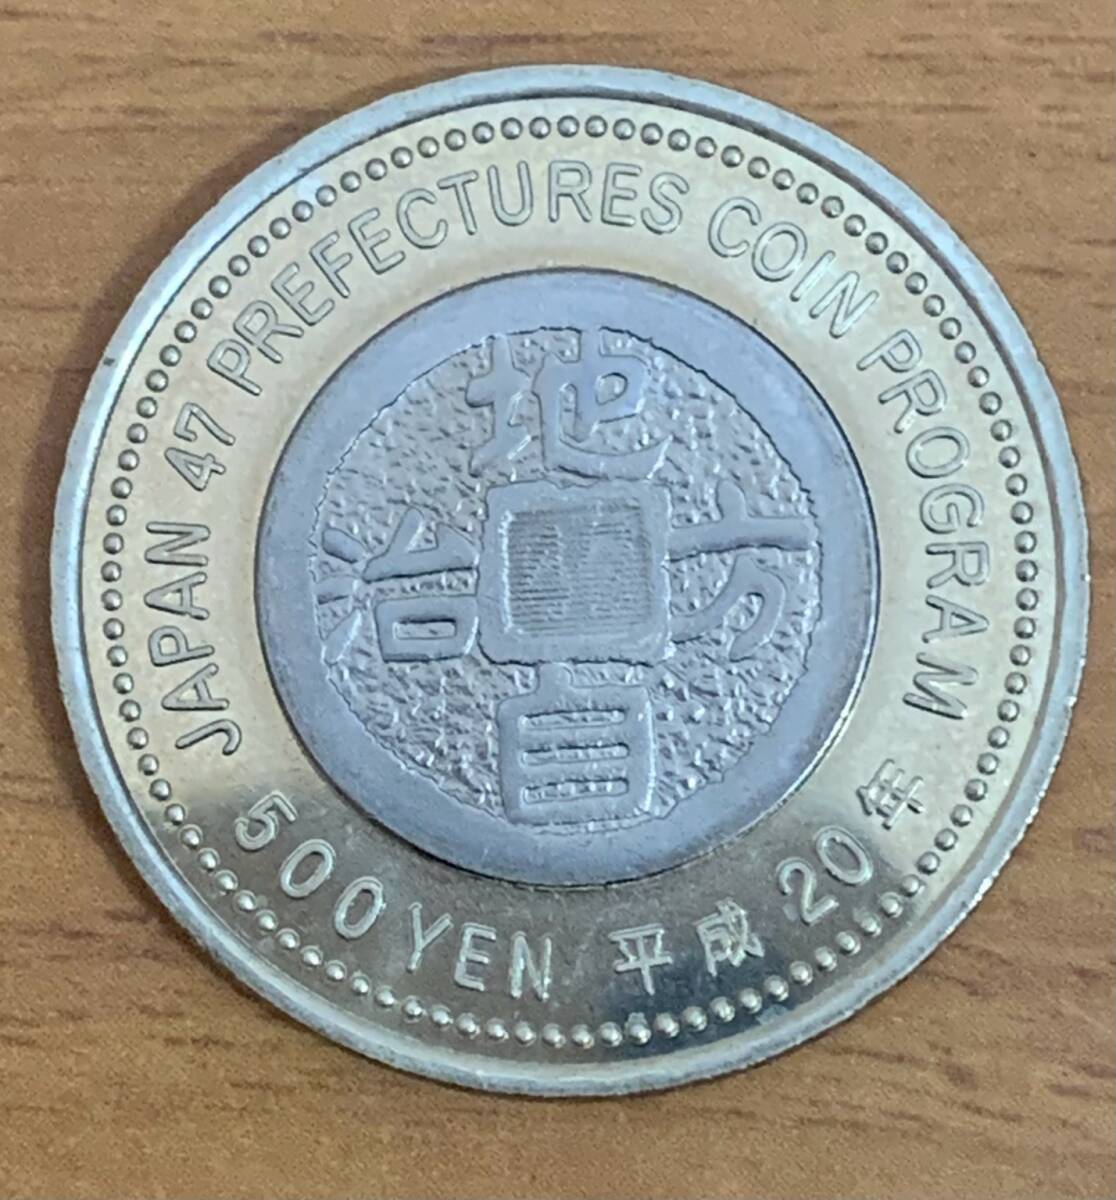 JAPAN 47 PREFECTURES COIN PROGRAM
地方自治
500 YEN 平成 20 年